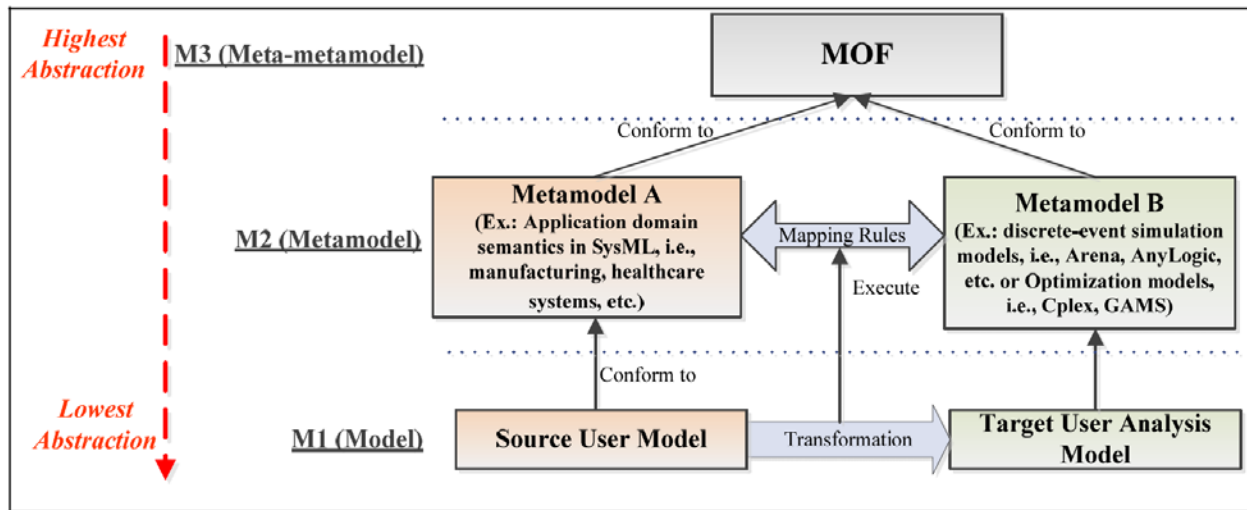 Highest
Abstraction
M3 (Meta-metamodel)
MOF
Conform to
Conform to
Metamodel A
(Ex.: Application domain
semantics in SysML, i.e.,
manufacturing, healthcare
systems, etc.)
M2 (Metamodel)
Mapping Rules
Metamodel B
(Ex.: discrete-event simulation
models, i.e., Arena, AnyLogic,
etc. or Optimization models,
i.e., Cplex, GAMS)
Execute
Conform to
Lowest
Abstraction
M1 (Model)
Source User Model
Transformation
Target User Analysis
Model